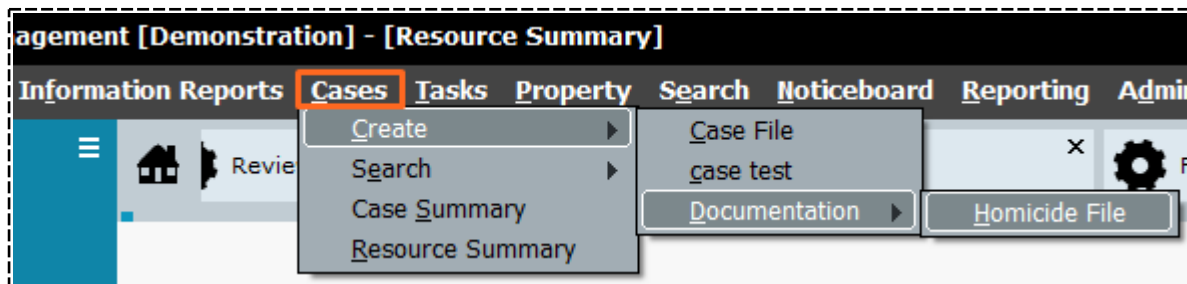 agement [Demonstration] - [Resource Summary]
Information Reports Cases Tasks Property Search Noticeboard Reporting Admi
Create Case File
Revie Search case test
Case Summary Documentation Homicide File
Resource Summary